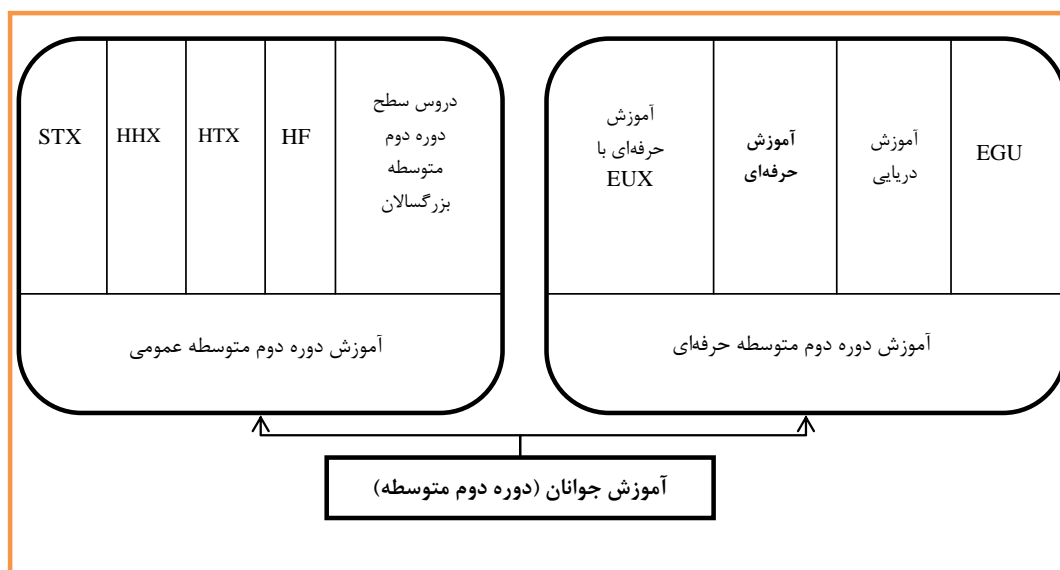 STX
HHX
HTX
HF
دروس سطح
دوره دوم
متوسطه
بزرگسالان
آموزش دوره دوم متوسطه عمومی
آموزش
حرفه‌ای با
EUX
آموزش
حرفه‌ای
آموزش
دریایی
EGU
آموزش دوره دوم متوسطه حرفه‌ای
آموزش جوانان (دوره دوم متوسطه)